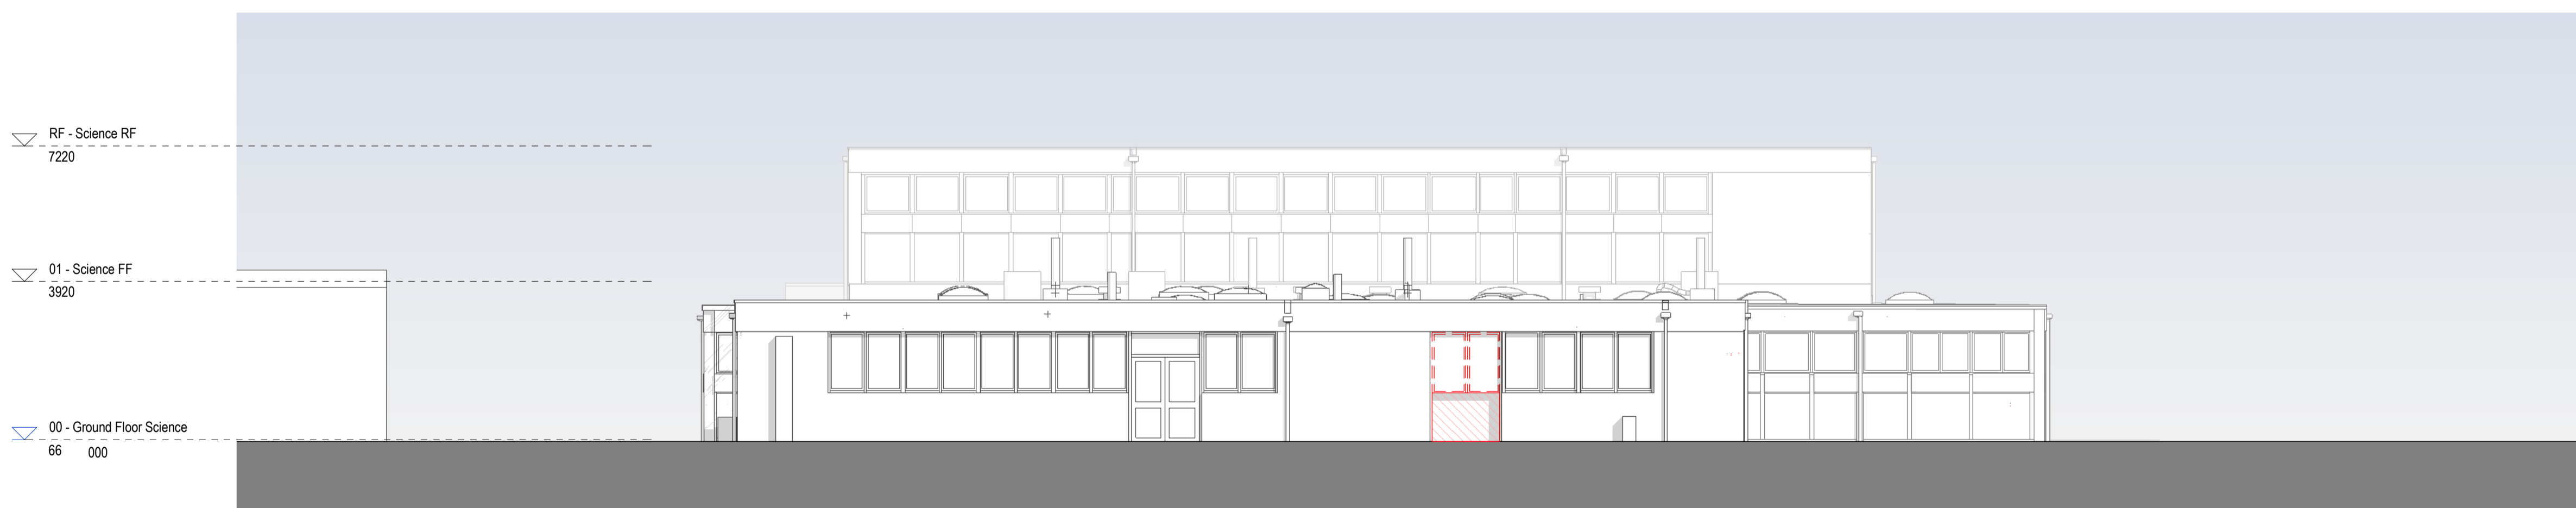 RF - Science RF
7220
01 - Science FF
3920
00 - Ground Floor Science
66 000